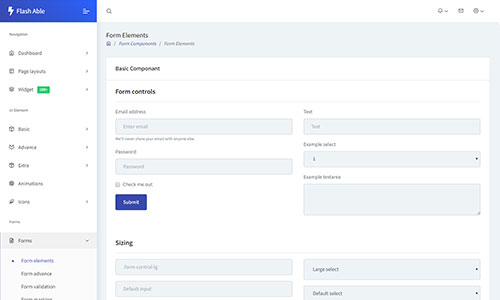 Flash Able
Navigation
Dashboard
Page layouts
Widget 100+
UI Element
Basic
Advance
Extra
Animations
Icons
Forms
Forms
Form elements
Form advance
Form validation
Form masking
Form Elements
/ Form Components / Form Elements
Basic Componant
Form controls
Email address
Enter email
We'll never share your email with anyone else.
Password
Password
Check me out
Submit
Text
Text
Example select
1
Example textarea
Sizing
.form-control-lg
Default input
Large select
Default select